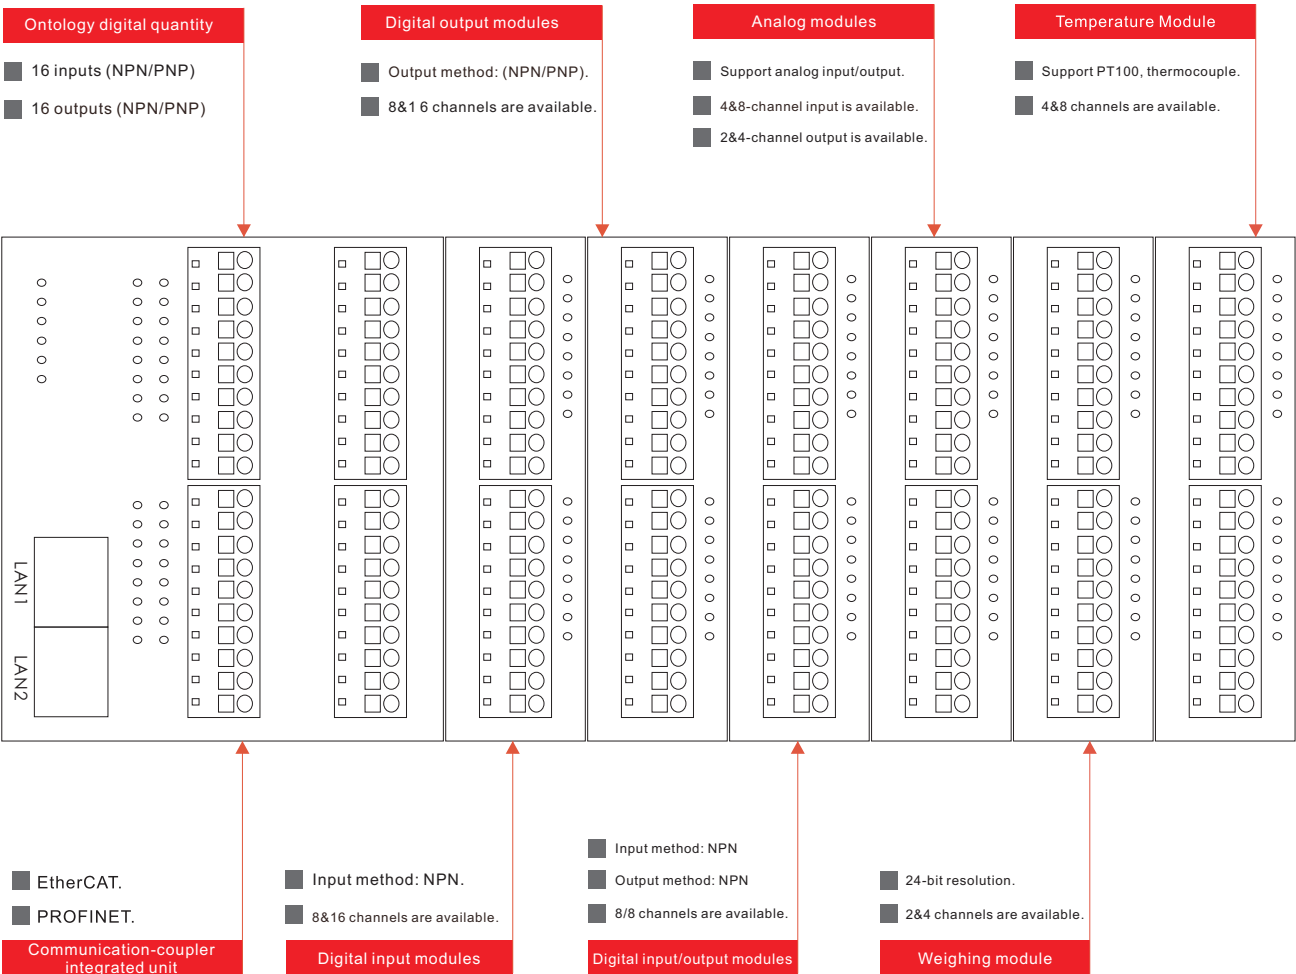 Ontology digital quantity
16 inputs (NPN/PNP)
16 outputs (NPN/PNP)
Digital output modules
Output method: (NPN/PNP).
8&1 6 channels are available.
Analog modules
Support analog input/output.
4&8-channel input is available.
2&4-channel output is available.
Temperature Module
Support PT100, thermocouple.
4&8 channels are available.
LAN1
LAN2
EtherCAT.
PROFINET.
Communication-coupler
integrated unit
Input method: NPN.
8&16 channels are available.
Digital input modules
Input method: NPN
Output method: NPN
8/8 channels are available.
Digital input/output modules
24-bit resolution.
2&4 channels are available.
Weighing module